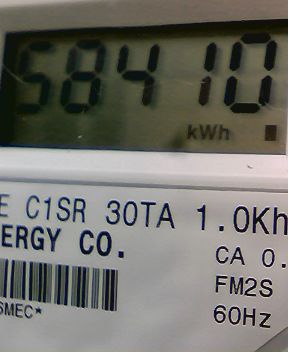 58410
kWh
E C1SR 30TA 1.0Kh
ERGY CO.
CA 0.
FM2S
60Hz
SMEC*